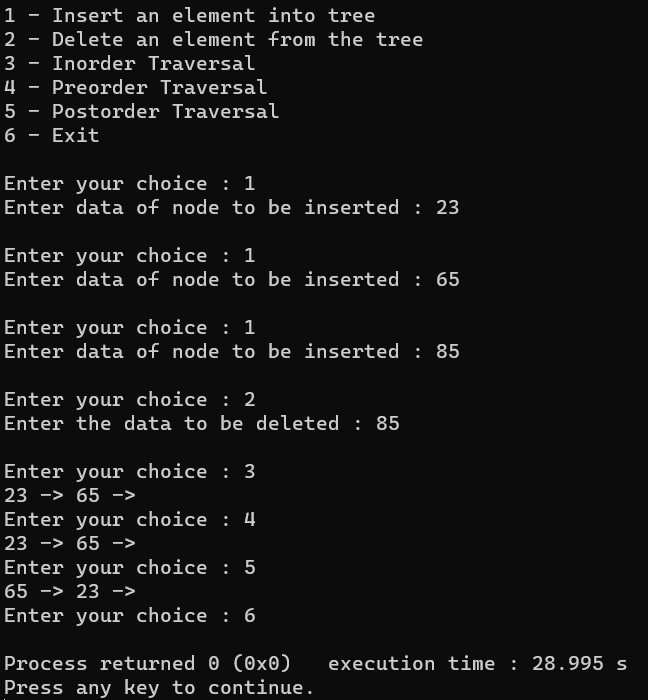 1 - Insert an element into tree
2 - Delete an element from the tree
3 - Inorder Traversal
4 - Preorder Traversal
5 - Postorder Traversal
6 - Exit
Enter your choice : 1
Enter data of node to be inserted : 23
Enter your choice : 1
Enter data of node to be inserted : 65
Enter your choice : 1
Enter data of node to be inserted : 85
Enter your choice : 2
Enter the data to be deleted : 85
Enter your choice : 3
23 -> 65 ->
Enter your choice : 4
23 -> 65 ->
Enter your choice : 5
65 -> 23 ->
Enter your choice : 6
Process returned 0 (0x0)   execution time : 28.995 s
Press any key to continue.